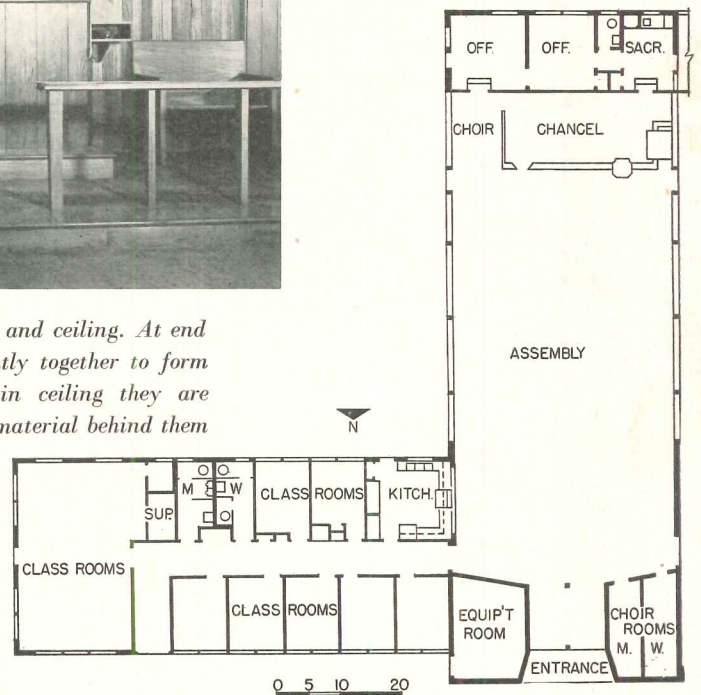 OFF. OFF. SACR.
CHOIR CHANCEL
ASSEMBLY
and ceiling. At end
tly together to form
in ceiling they are
material behind them
N
M W CLASS ROOMS KITCH.
SUP.
CLASS ROOMS
CLASS ROOMS
EQUIP'T
ROOM
CHOIR
ROOMS
M. W.
ENTRANCE
0 5 10 20